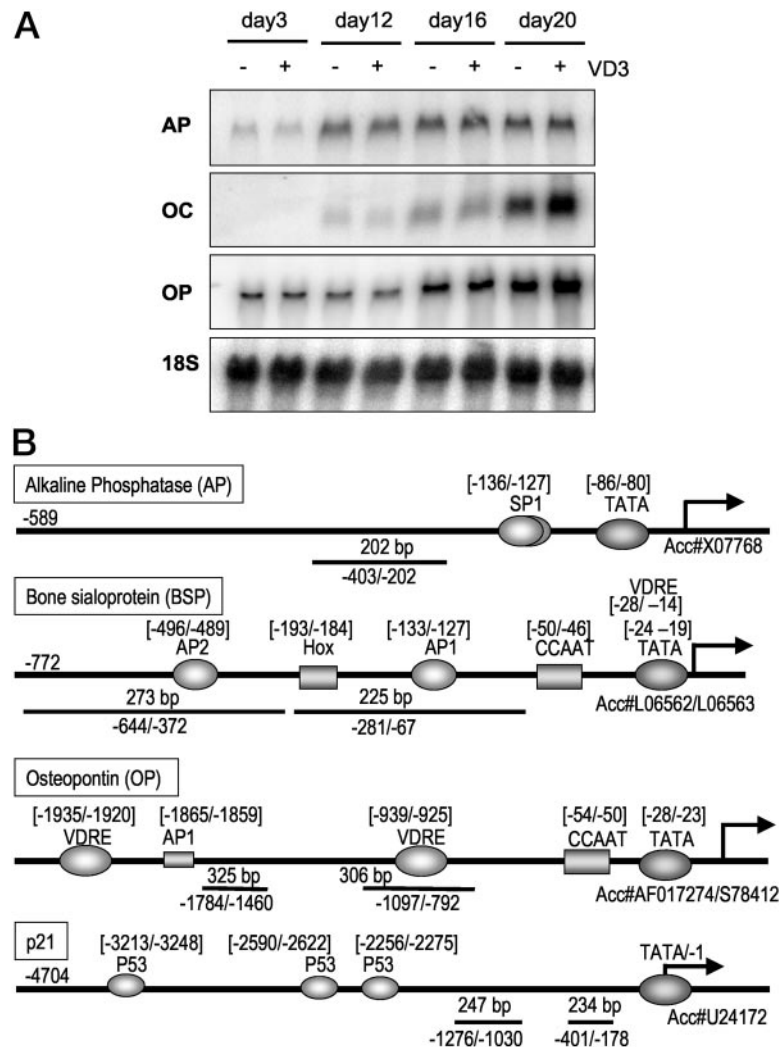 A
day3 day12 day16 day20
- + - + - + - + VD3
AP
OC
OP
18S
B
Alkaline Phosphatase (AP)
[-136/-127] [-86/-80]
SP1 TATA
-589
202 bp
-403/-202
Acc#X07768
Bone sialoprotein (BSP)
VDRE
[-28/ –14]
[-496/-489] [-193/-184] [-133/-127] [-50/-46] [-24 –19]
AP2 Hox AP1 CCAAT TATA
-772
273 bp 225 bp
-644/-372 -281/-67
Acc#L06562/L06563
Osteopontin (OP)
[-1935/-1920] [-1865/-1859] [-939/-925] [-54/-50] [-28/-23]
VDRE AP1 VDRE CCAAT TATA
325 bp 306 bp
-1784/-1460 -1097/-792
Acc#AF017274/S78412
p21
[-3213/-3248] [-2590/-2622] [-2256/-2275]
P53 P53 P53 TATA/-1
-4704
247 bp 234 bp
-1276/-1030 -401/-178
Acc#U24172